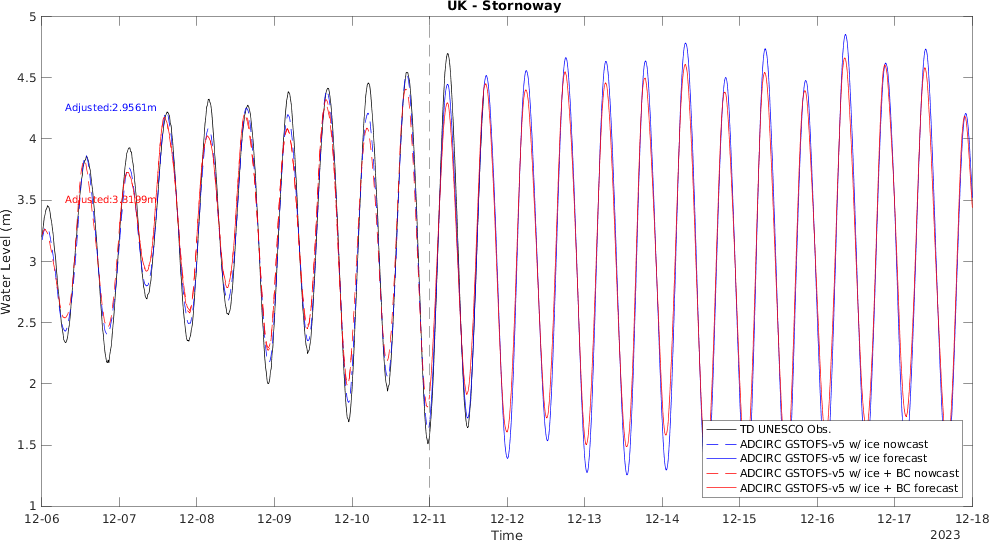 UK - Stornoway
5
4.5
4
3.5
3
2.5
2
1.5
1
Water Level (m)
Adjusted:2.9561m
Adjusted:3.3199m
TD UNESCO Obs.
ADCIRC GSTOFS-v5 w/ ice nowcast
ADCIRC GSTOFS-v5 w/ ice forecast
ADCIRC GSTOFS-v5 w/ ice + BC nowcast
ADCIRC GSTOFS-v5 w/ ice + BC forecast
12-06 12-07 12-08 12-09 12-10 12-11 12-12 12-13 12-14 12-15 12-16 12-17 12-18
Time
2023